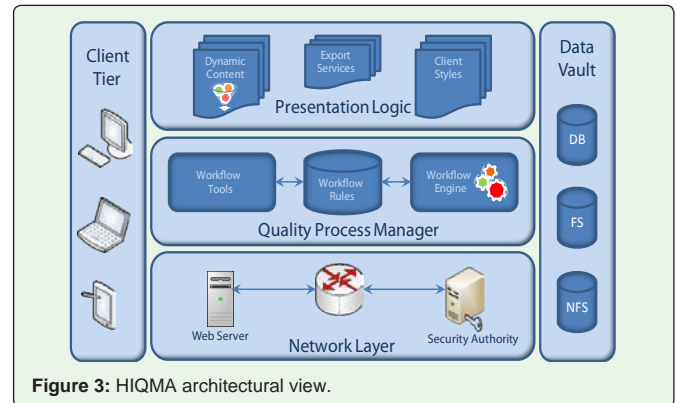 Client
Tier
Dynamic
Content
Export
Services
Client
Styles
Presentation Logic
Workflow
Tools
Workflow
Rules
Workflow
Engine
Quality Process Manager
Web Server
Security Authority
Network Layer
Data
Vault
DB
FS
NFS
Figure 3: HIQMA architectural view.